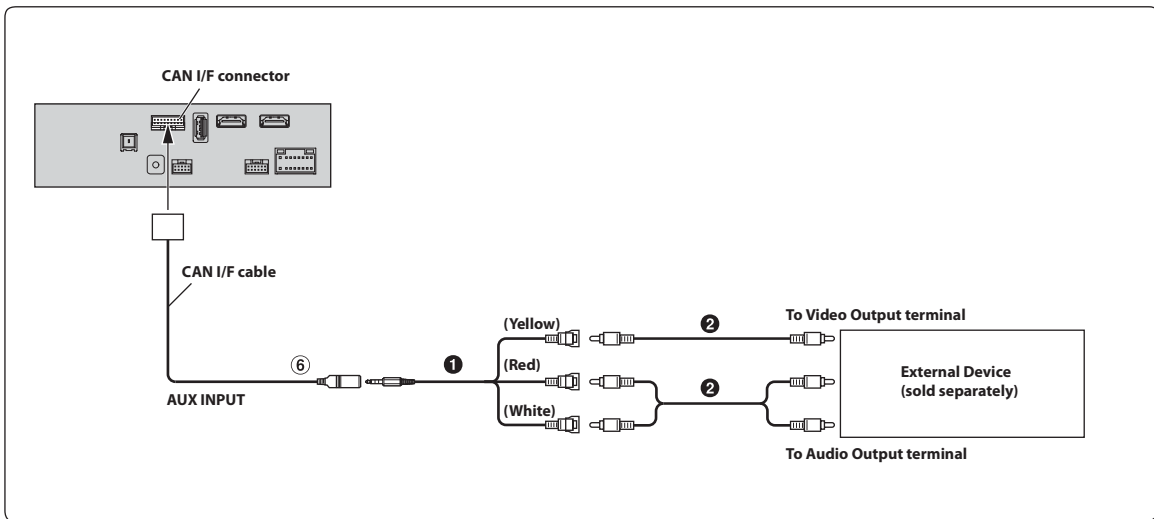 CAN I/F connector
CAN I/F cable
To Video Output terminal
(Yellow)
❷
External Device
(sold separately)
⑥
❶
(Red)
❷
AUX INPUT
(White)
To Audio Output terminal